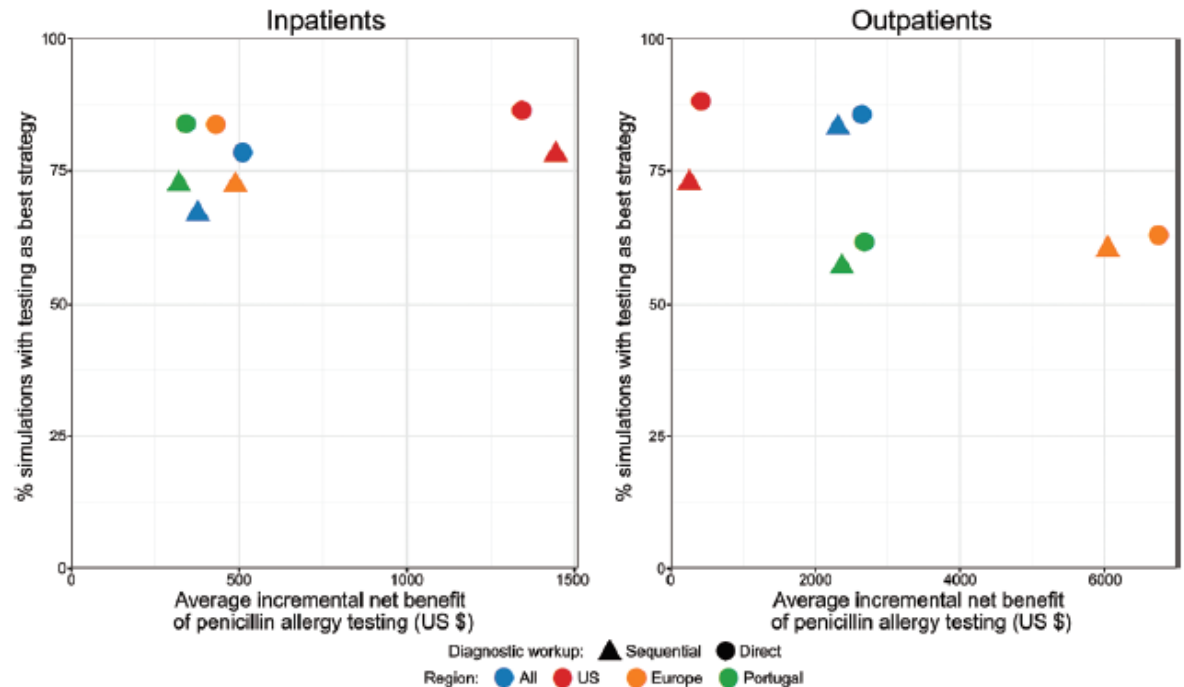 Inpatients
Outpatients
% simulations with testing as best strategy
100
75
50
25
0
0
500
1000
1500
Average incremental net benefit
of penicillin allergy testing (US $)
% simulations with testing as best strategy
100
75
50
25
0
0
2000
4000
6000
Average incremental net benefit
of penicillin allergy testing (US $)
Diagnostic workup: Sequential Direct
Region: All US Europe Portugal